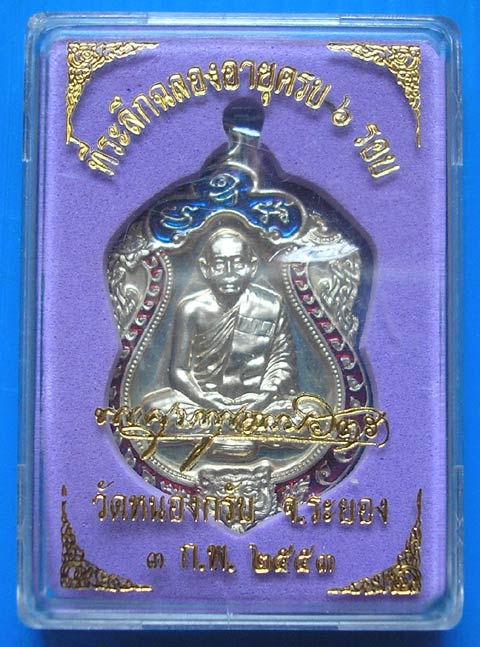 ที่ระลึกฉลองอายุครบ ๖ รอบ
วัดหนองกรับ จ.ระยอง
๓ ก.พ. ๒๕๕๓